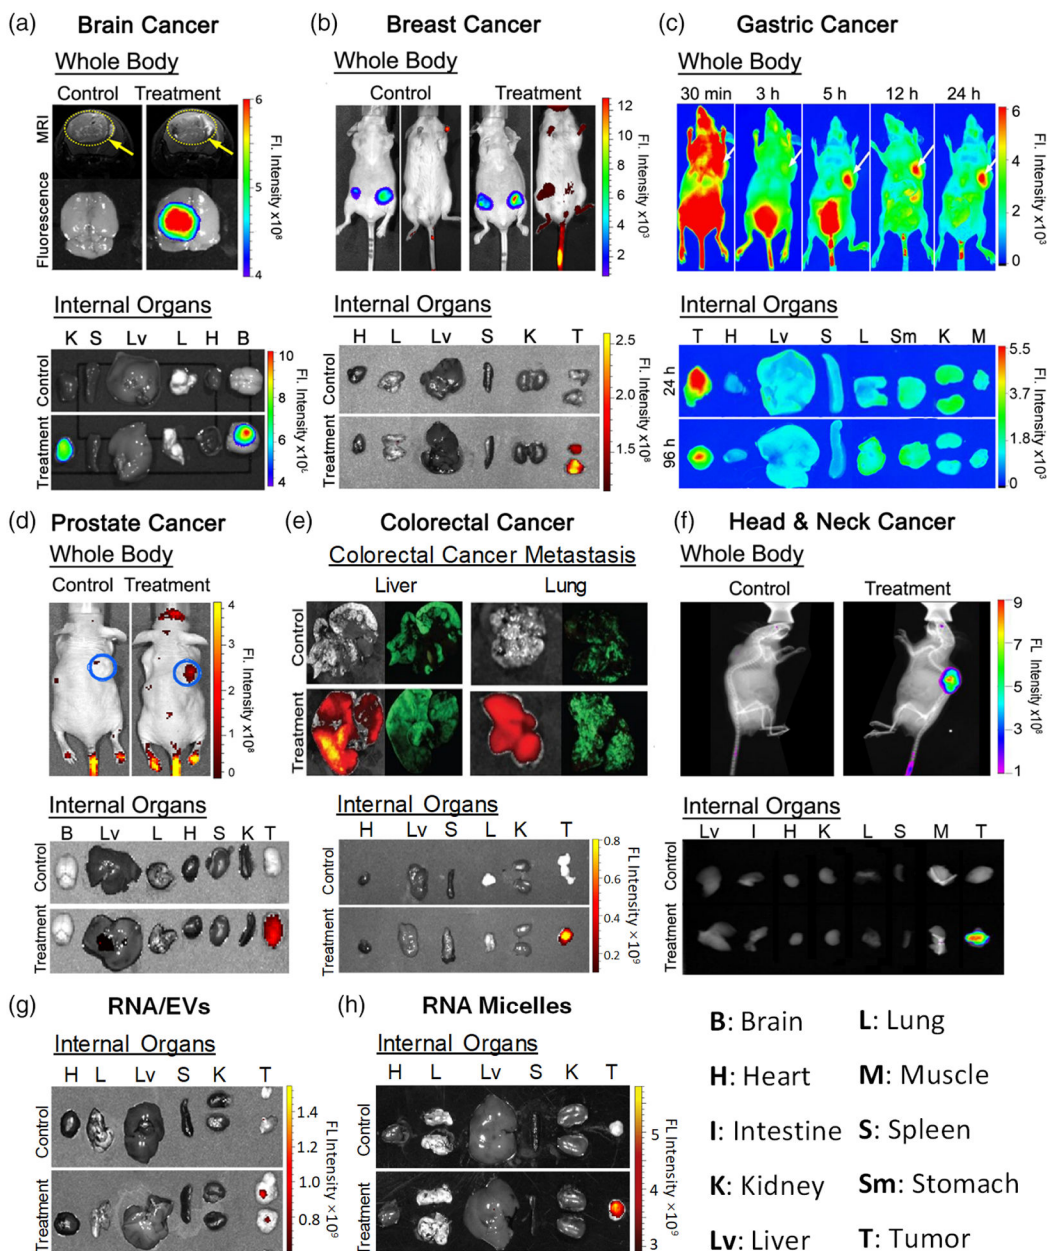 (a) Brain Cancer
Whole Body
Control Treatment
MRI
Fluorescence
6
5
4
Fl. Intensity x10⁸
Internal Organs
K S Lv L H B
Control
Treatment
10
8
6
4
(b) Breast Cancer
Whole Body
Control Treatment
12
10
8
6
4
2
Fl. Intensity x10³
Internal Organs
H L Lv S K T
Control
Treatment
2.5
2.0
1.5
Fl. Intensity x10⁸
(c) Gastric Cancer
Whole Body
30 min 3 h 5 h 12 h 24 h
6
4
2
0
Fl. Intensity x10³
Internal Organs
T H Lv S L Sm K M
24 h
96 h
5.5
3.7
1.8
0
Fl. Intensity x10³
(d) Prostate Cancer
Whole Body
Control Treatment
4
3
2
1
0
Fl. Intensity x10⁸
Internal Organs
B Lv L H S K T
Control
Treatment
(e) Colorectal Cancer
Colorectal Cancer Metastasis
Liver Lung
Control
Treatment
Internal Organs
H Lv S L K T
Control
Treatment
0.8
0.6
0.4
0.2
FL Intensity ×10⁹
(f) Head & Neck Cancer
Whole Body
Control Treatment
9
7
5
3
1
FL Intensity x10⁸
Internal Organs
Lv I H K L S M T
Control
Treatment
(g) RNA/EVs
Internal Organs
H L Lv S K T
Control
Treatment
1.4
1.2
1.0
0.8
FL Intensity ×10⁹
(h) RNA Micelles
Internal Organs
H L Lv S K T
Control
Treatment
5
4
3
FL Intensity ×10⁹
B: Brain
H: Heart
I: Intestine
K: Kidney
Lv: Liver
L: Lung
M: Muscle
S: Spleen
Sm: Stomach
T: Tumor